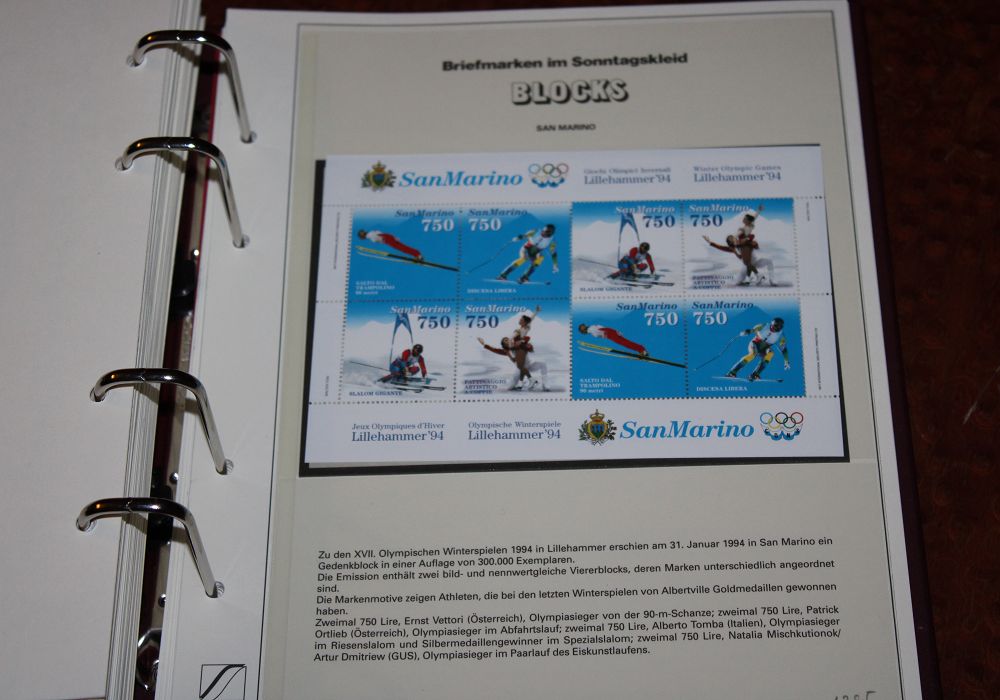 Briefmarken im Sonntagskleid
BLOCKS
SAN MARINO
San Marino
Giochi Olimpici Invernali
Lillehammer '94
Winter Olympic Games
Lillehammer '94
San Marino
750
SALTO DAL
TRAMPOLINO
90 metri
San Marino
750
DISCESA LIBERA
San Marino
750
SLALOM GIGANTE
San Marino
750
PATTINAGGIO
ARTISTICO
A COPPIE
San Marino
750
SLALOM GIGANTE
San Marino
750
PATTINAGGIO
ARTISTICO
A COPPIE
San Marino
750
SALTO DAL
TRAMPOLINO
90 metri
San Marino
750
DISCESA LIBERA
Jeux Olympiques d'Hiver
Lillehammer '94
Olympische Winterspiele
Lillehammer '94
San Marino
Zu den XVII. Olympischen Winterspielen 1994 in Lillehammer erschien am 31. Januar 1994 in San Marino ein
Gedenkblock in einer Auflage von 300.000 Exemplaren.
Die Emission enthält zwei bild- und nennwertgleiche Viererblocks, deren Marken unterschiedlich angeordnet
sind.
Die Markenmotive zeigen Athleten, die bei den letzten Winterspielen von Albertville Goldmedaillen gewonnen
haben.
Zweimal 750 Lire, Ernst Vettori (Österreich), Olympiasieger von der 90-m-Schanze; zweimal 750 Lire, Patrick
Ortlieb (Österreich), Olympiasieger im Abfahrtslauf; zweimal 750 Lire, Alberto Tomba (Italien), Olympiasieger
im Riesenslalom und Silbermedaillengewinner im Spezialslalom; zweimal 750 Lire, Natalia Mischkutionok/
Artur Dmitriew (GUS), Olympiasieger im Paarlauf des Eiskunstlaufens.